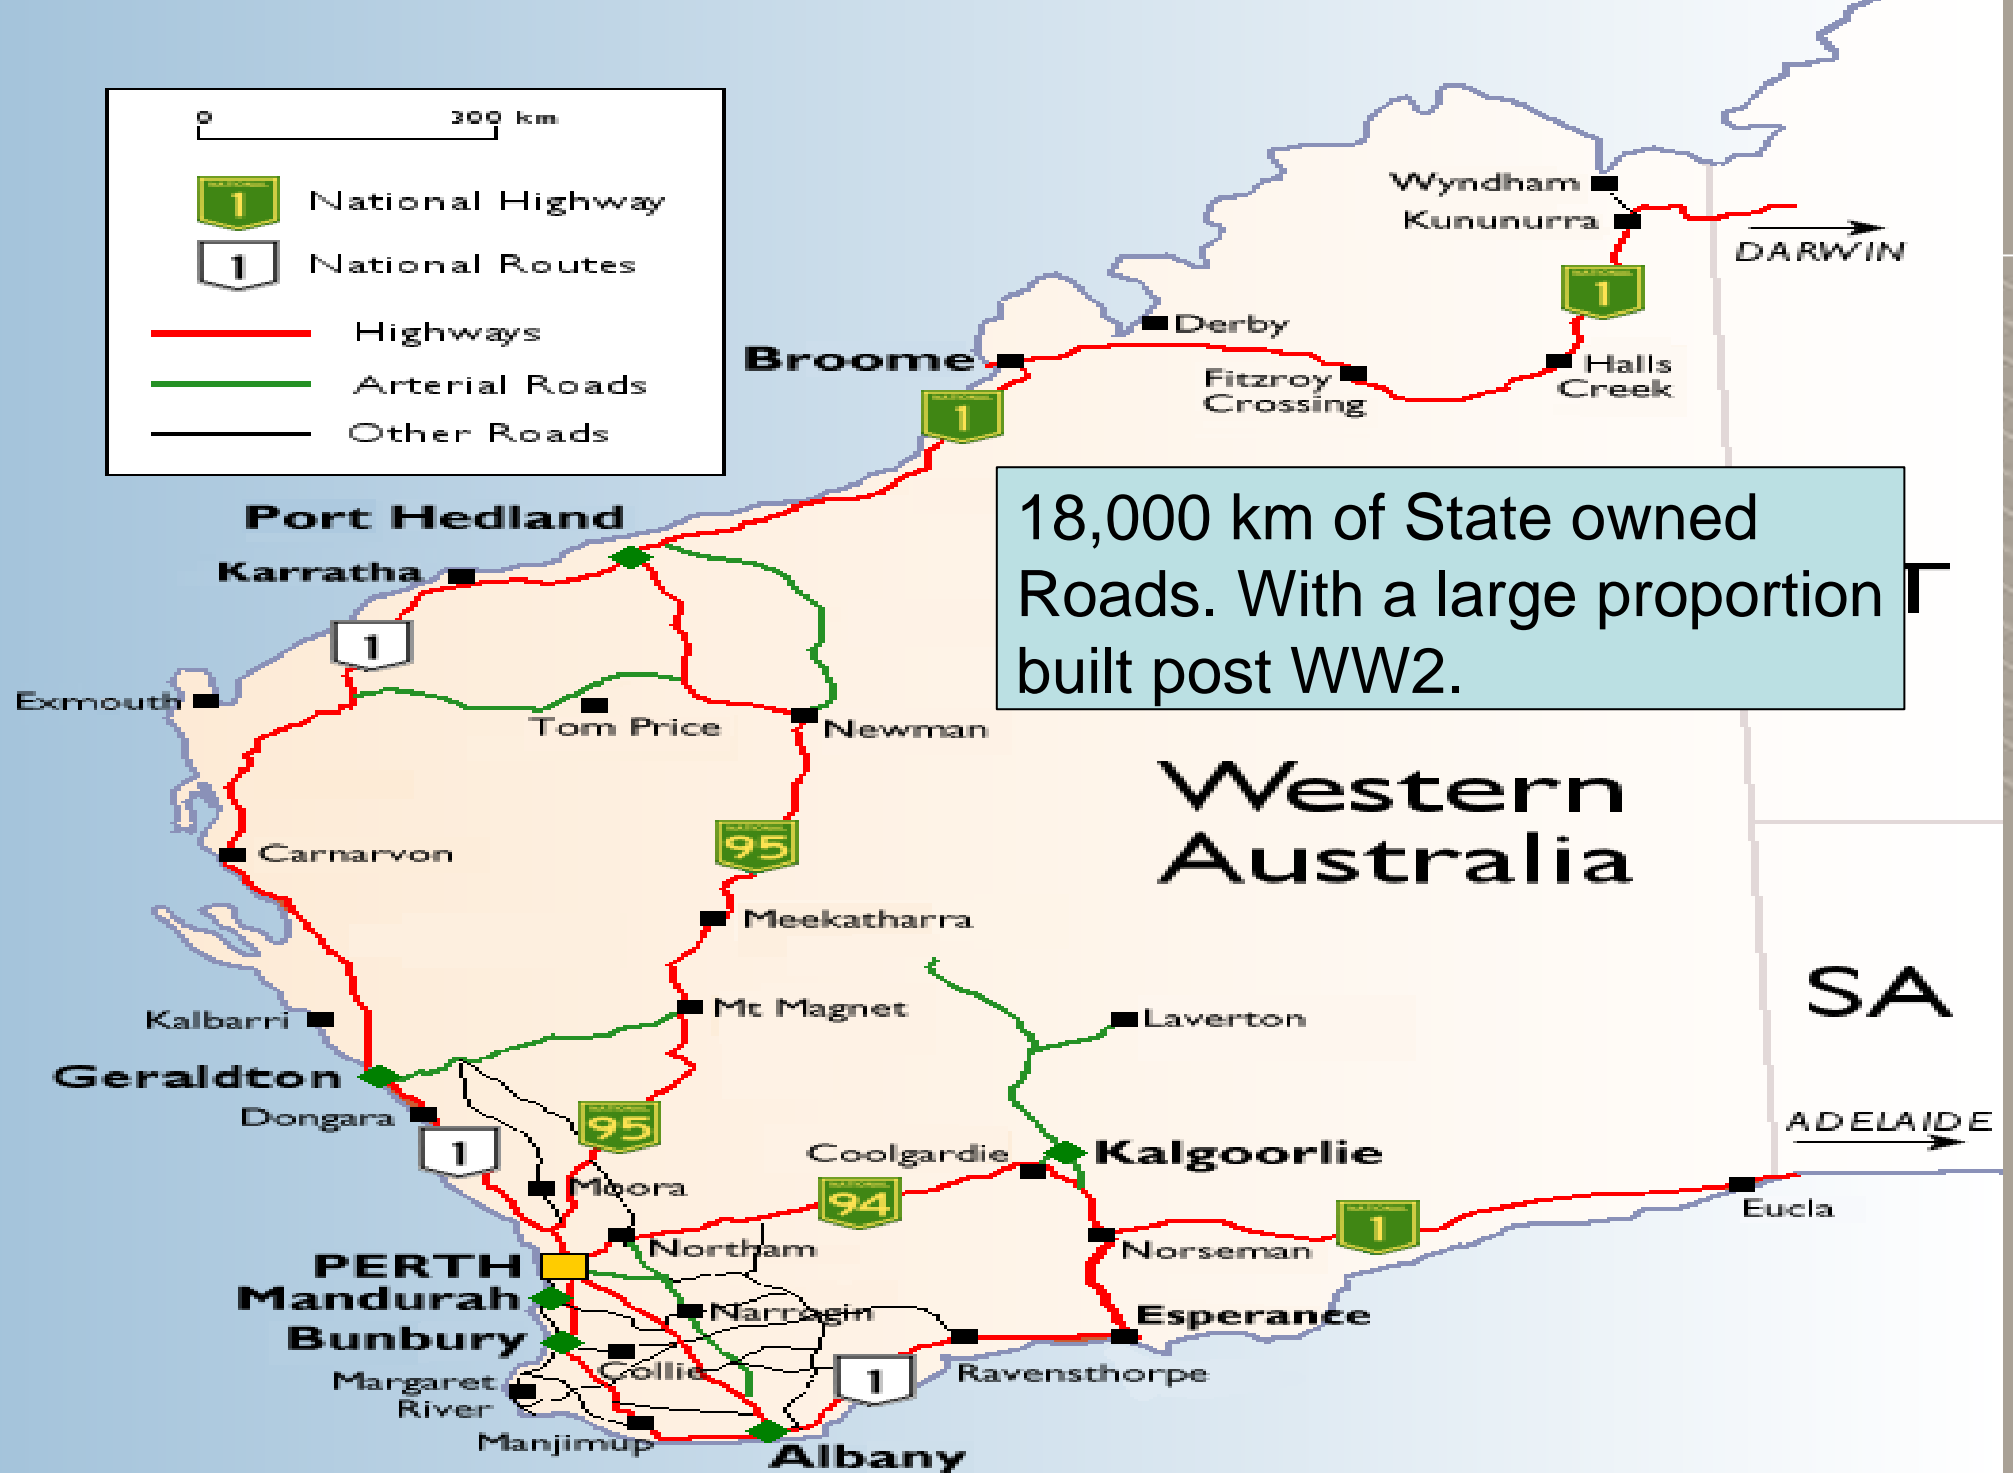 0 300 km
1 National Highway
1 National Routes
Highways
Arterial Roads
Other Roads
Wyndham
Kununurra
DARWIN
1
Derby
Broome
Halls
Creek
Fitzroy
Crossing
1
18,000 km of State owned
Roads. With a large proportion
built post WW2.
T
Port Hedland
Karratha
1
Exmouth
Tom Price
Newman
Western
Australia
95
Carnarvon
Meekatharra
SA
Mt Magnet
Kalbarri
Laverton
Geraldton
Dongara
95
ADELAIDE
1
Coolgardie
Kalgoorlie
Moora
94
1
Eucla
Northam
Norseman
PERTH
Mandurah
Narrogin
Esperance
Bunbury
Collie
1
Ravensthorpe
Margaret
River
Manjimup
Albany